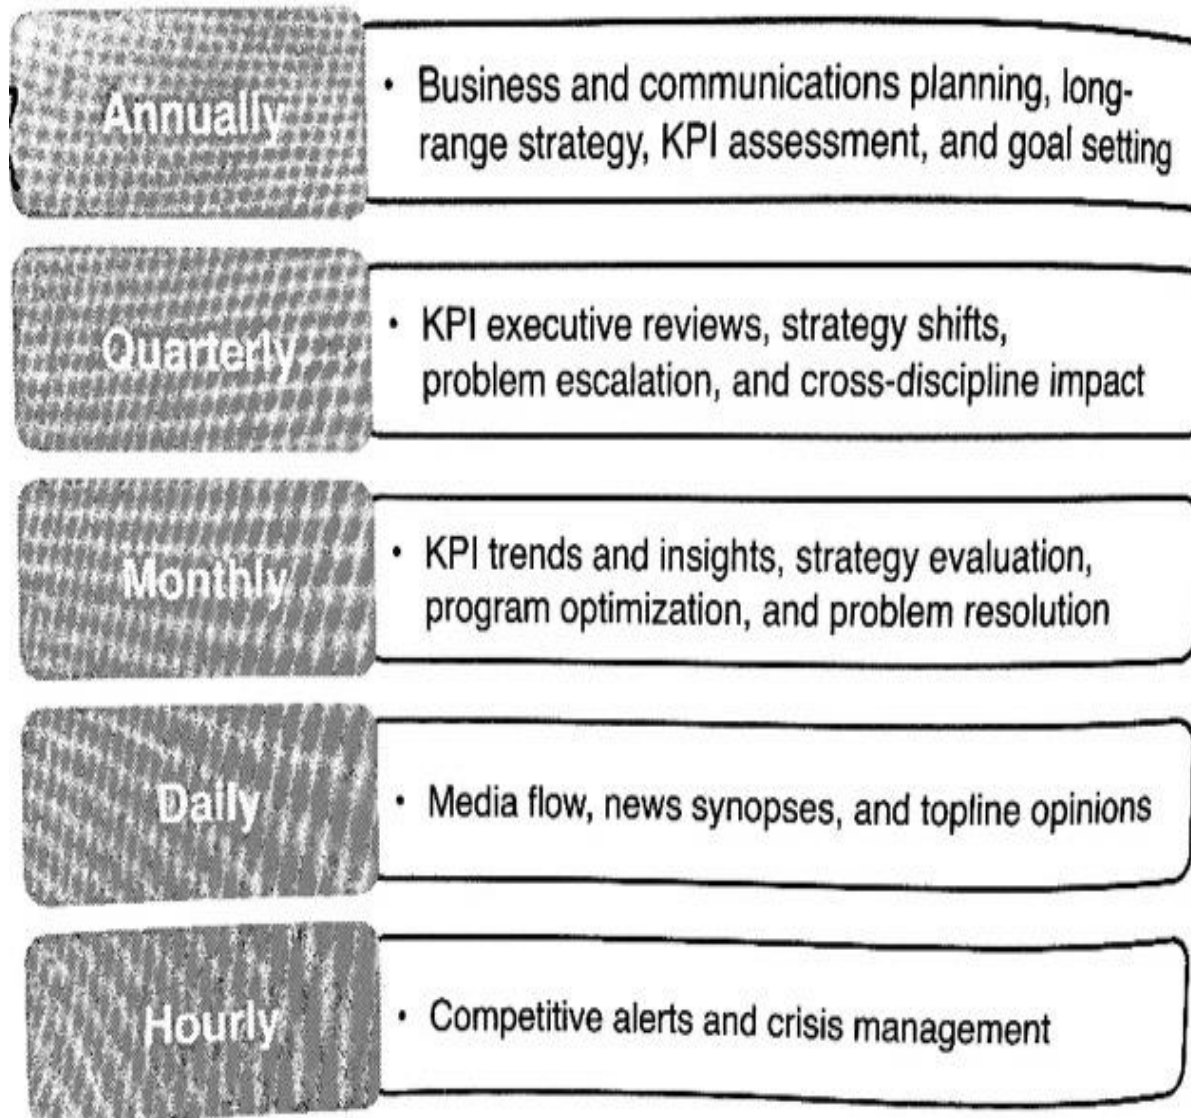 Annually
• Business and communications planning, long-
range strategy, KPI assessment, and goal setting
Quarterly
• KPI executive reviews, strategy shifts,
problem escalation, and cross-discipline impact
Monthly
• KPI trends and insights, strategy evaluation,
program optimization, and problem resolution
Daily
• Media flow, news synopses, and topline opinions
Hourly
• Competitive alerts and crisis management